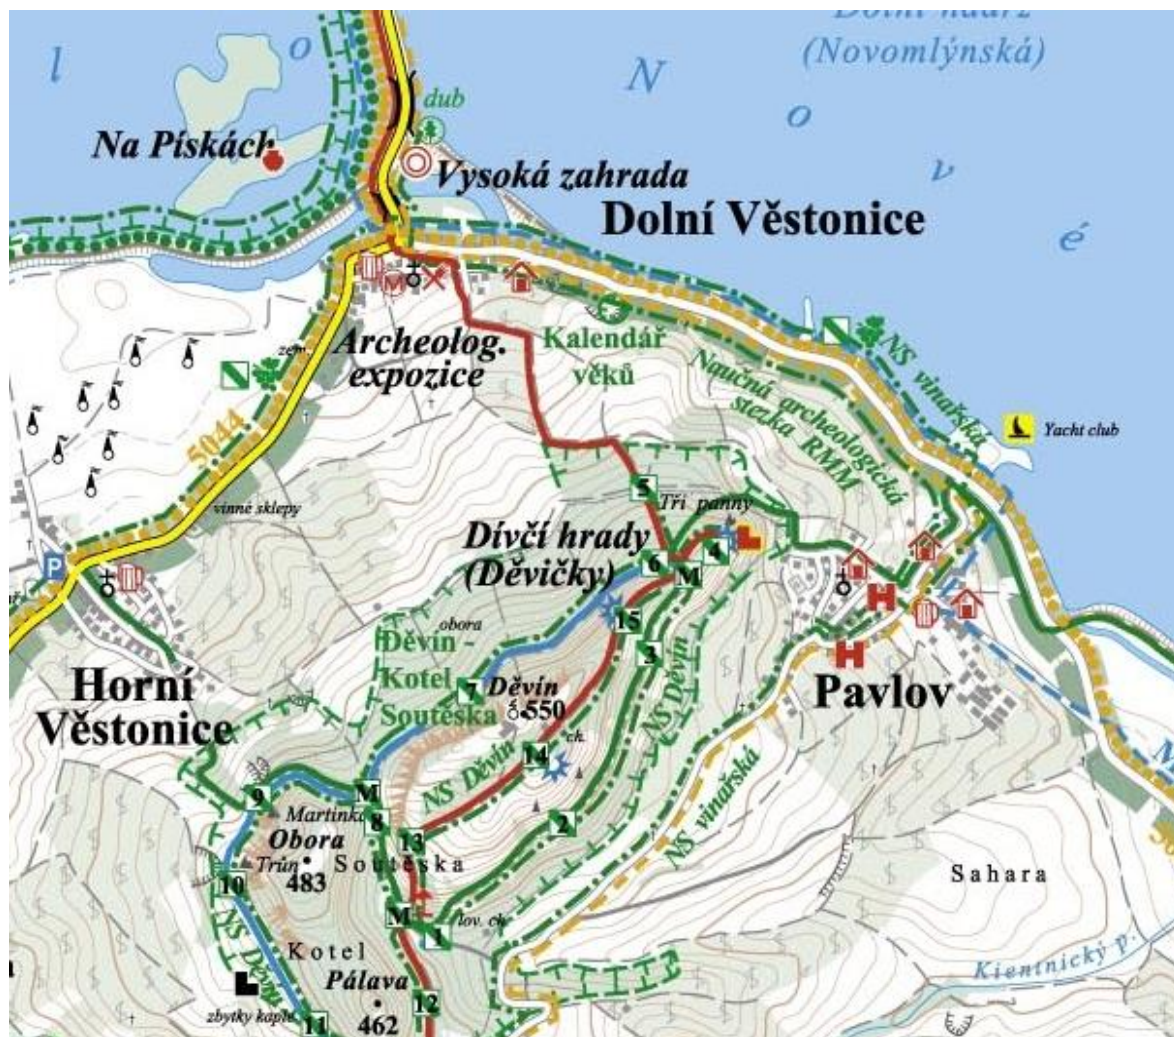 Dolní nádrž
(Novomlýnská)
l
o
N
o
v
é
dub
Na Pískách
Vysoká zahrada
Dolní Věstonice
M
Archeolog.
expozice
Kalendář
věků
Naučná archeologická
stezka RMM
NS vinařská
Yacht club
zem.
5044
vinné sklepy
P
5
Tři panny
Dívčí hrady
(Děvičky)
6
4
M
15
3
obora
Děvín -
Kotel
Soutěska
7
Děvín
550
NS Děvín
ch.
14
NS Děvín
Pavlov
Horní
Věstonice
NS vinařská
9
M
8
Martinka
Obora
483
Trůn
Soutěska
13
2
10
M
1
lov. ch.
Sahara
NS Děvín
Kotel
Pálava
462
12
11
zbytky kaple
Kientnický p.